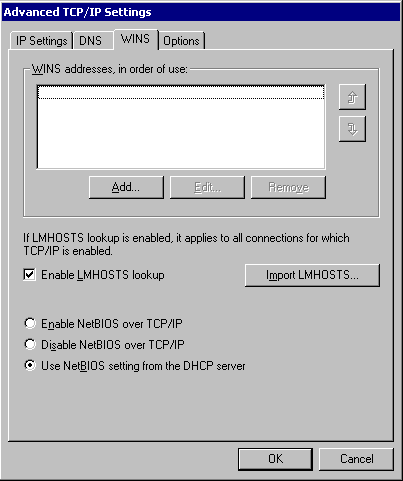 Advanced TCP/IP Settings
IP Settings DNS WINS Options
WINS addresses, in order of use:
Add... Edit... Remove
If LMHOSTS lookup is enabled, it applies to all connections for which
TCP/IP is enabled.
Enable LMHOSTS lookup Import LMHOSTS...
Enable NetBIOS over TCP/IP
Disable NetBIOS over TCP/IP
Use NetBIOS setting from the DHCP server
OK Cancel